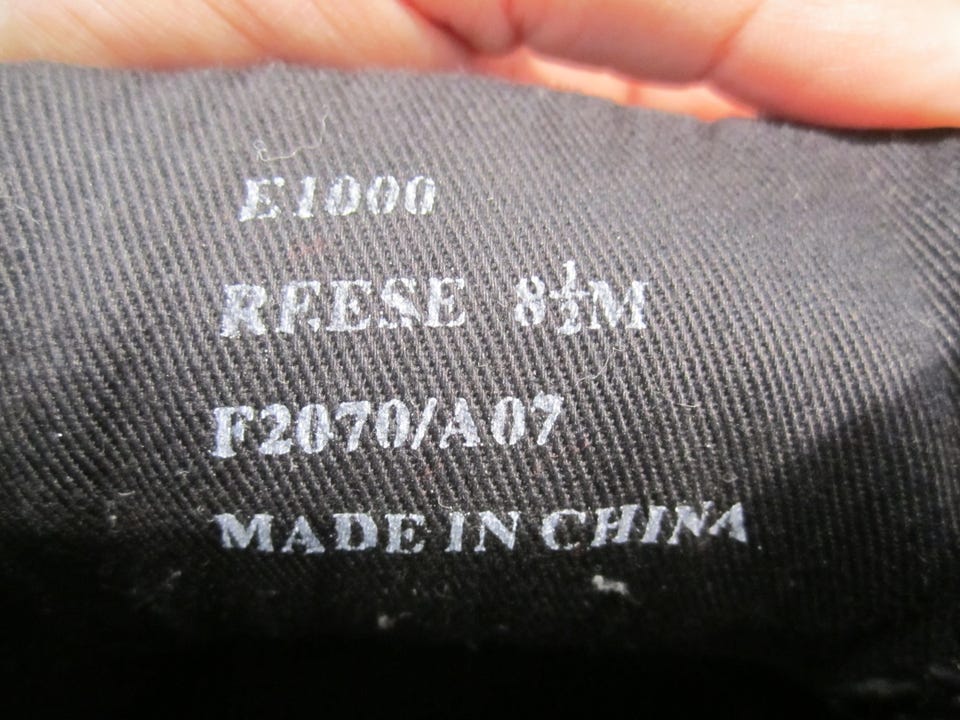 E1000
REESE 8½M
F2070/A07
MADE IN CHINA